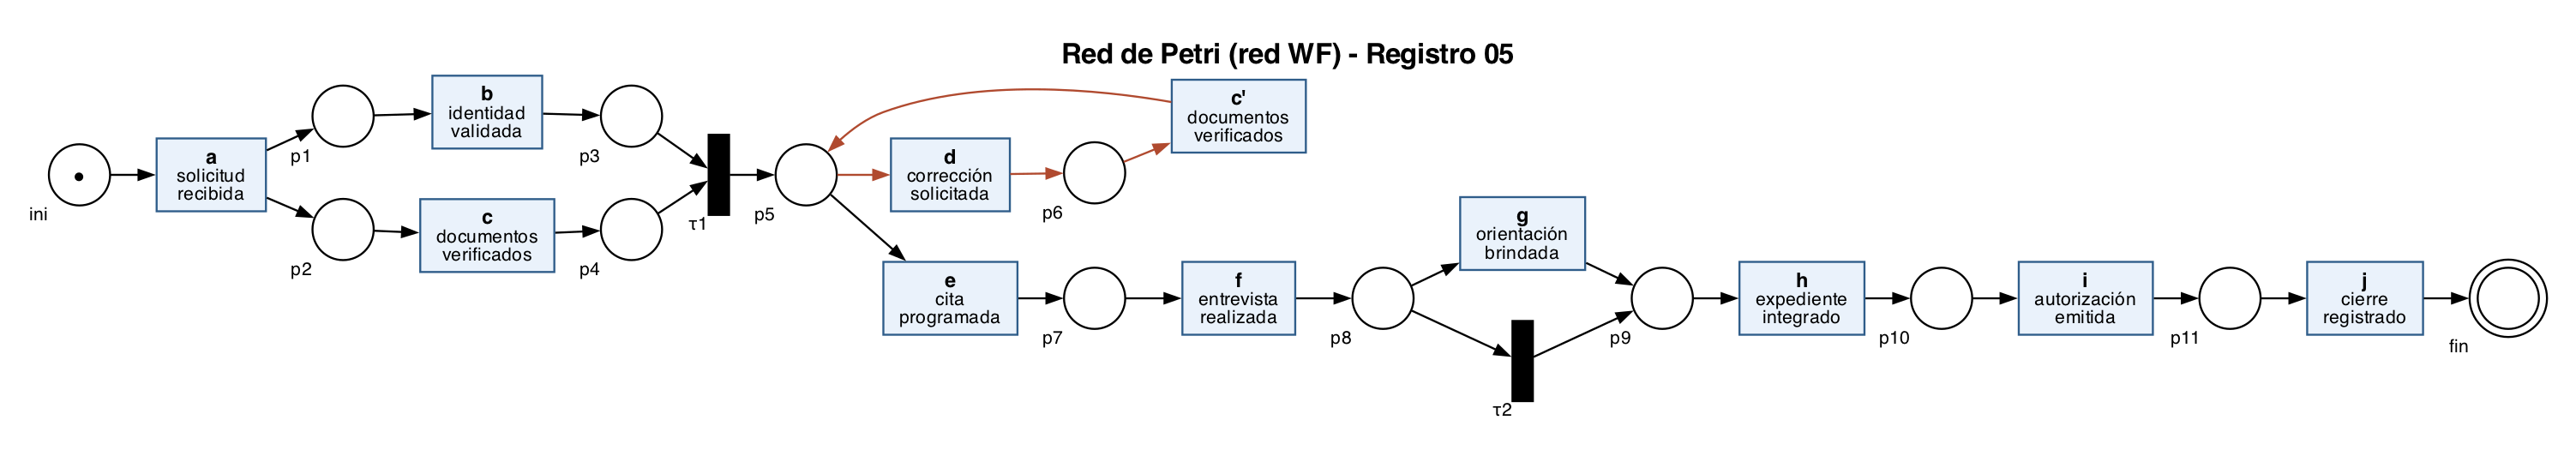 Red de Petri (red WF) - Registro 05
ini
a
solicitud
recibida
p1
p2
b
identidad
validada
c
documentos
verificados
p3
p4
τ1
p5
d
corrección
solicitada
p6
c'
documentos
verificados
e
cita
programada
p7
f
entrevista
realizada
p8
g
orientación
brindada
τ2
p9
h
expediente
integrado
p10
i
autorización
emitida
p11
j
cierre
registrado
fin